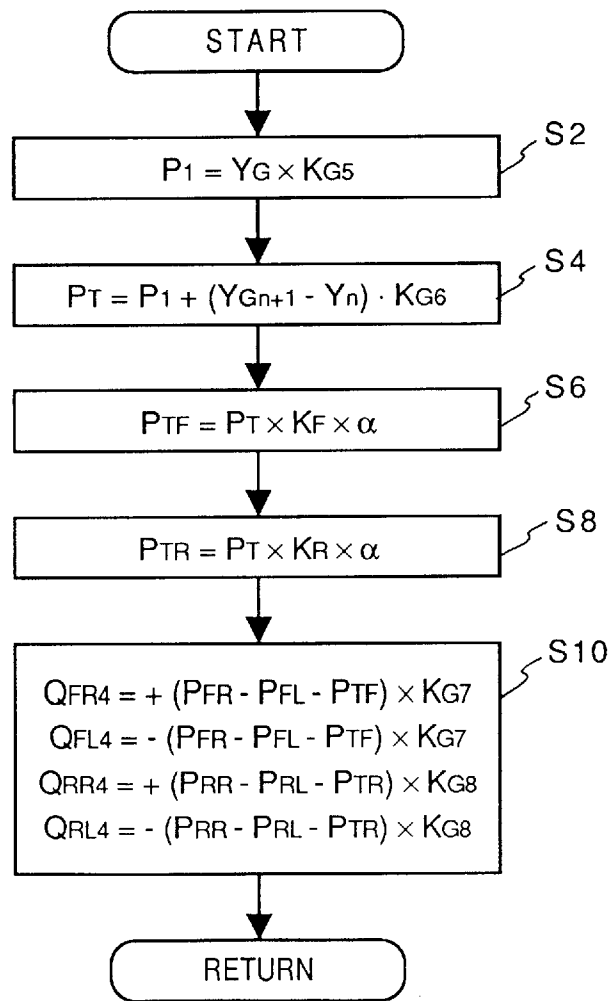 START
S2
P1 = YG × KG5
S4
PT = P1 + (YGn+1 - Yn) · KG6
S6
PTF = PT × KF × α
S8
PTR = PT × KR × α
S10
QFR4 = + (PFR - PFL - PTF) × KG7
QFL4 = - (PFR - PFL - PTF) × KG7
QRR4 = + (PRR - PRL - PTR) × KG8
QRL4 = - (PRR - PRL - PTR) × KG8
RETURN